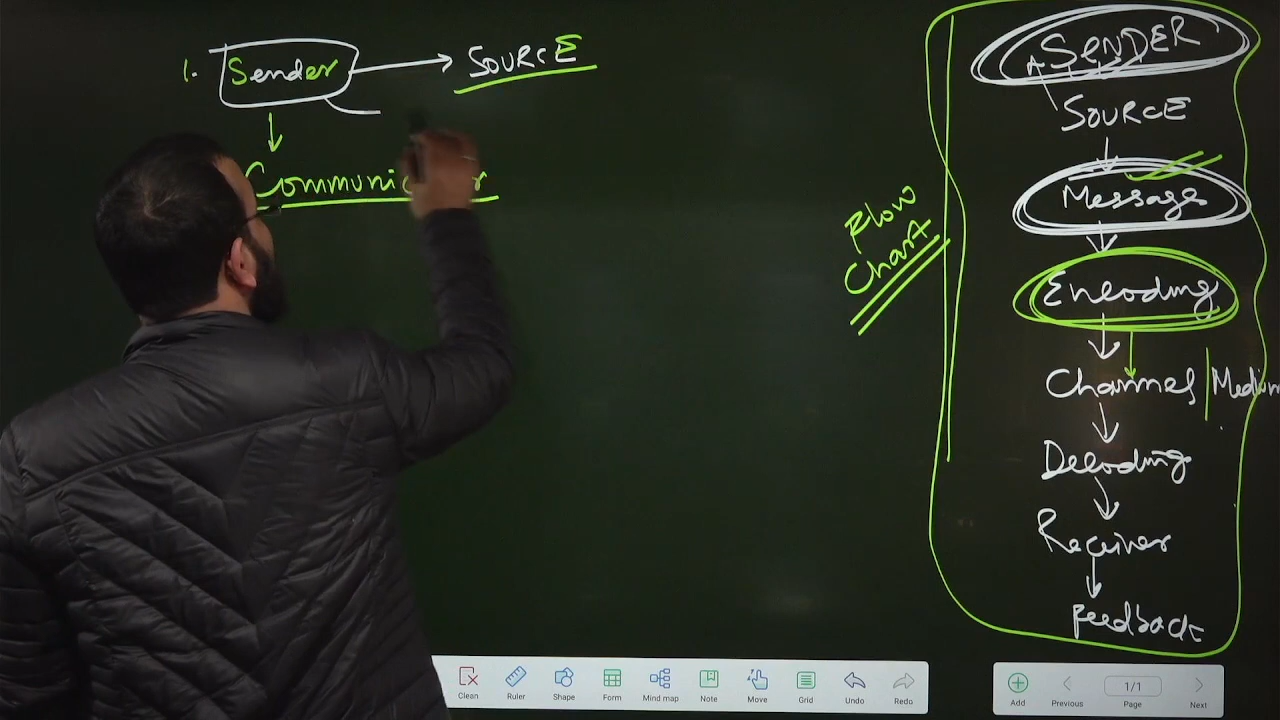 1. Sender → SOURCE
Flow
Chart
SENDER
SOURCE
Message
Encoding
Channel | Medium
Decoding
Receiver
Feedback
Clean
Ruler
Shape
Form
Mind map
Note
Move
Grid
Undo
Redo
Add
Previous
1/1
Page
Next